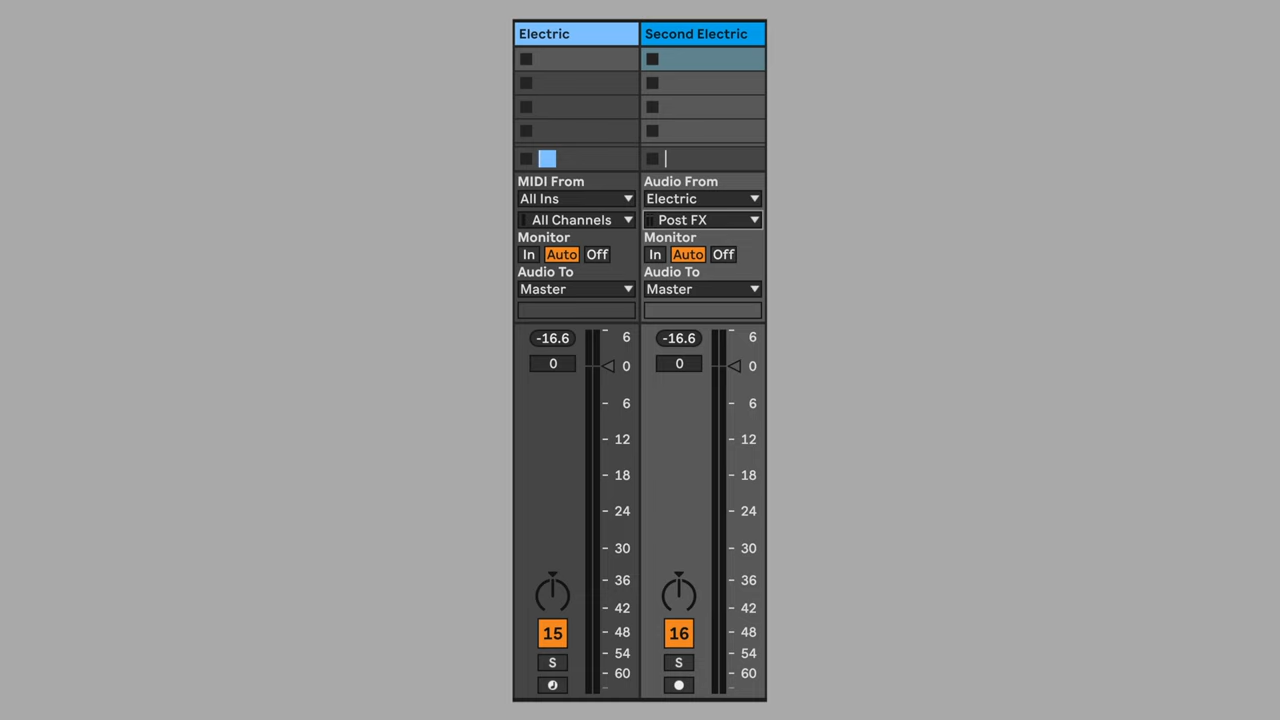 Electric
MIDI From
All Ins
All Channels
Monitor
In Auto Off
Audio To
Master
-16.6
0
6
0
6
12
18
24
30
36
42
48
54
60
15
S
Second Electric
Audio From
Electric
Post FX
Monitor
In Auto Off
Audio To
Master
-16.6
0
6
0
6
12
18
24
30
36
42
48
54
60
16
S